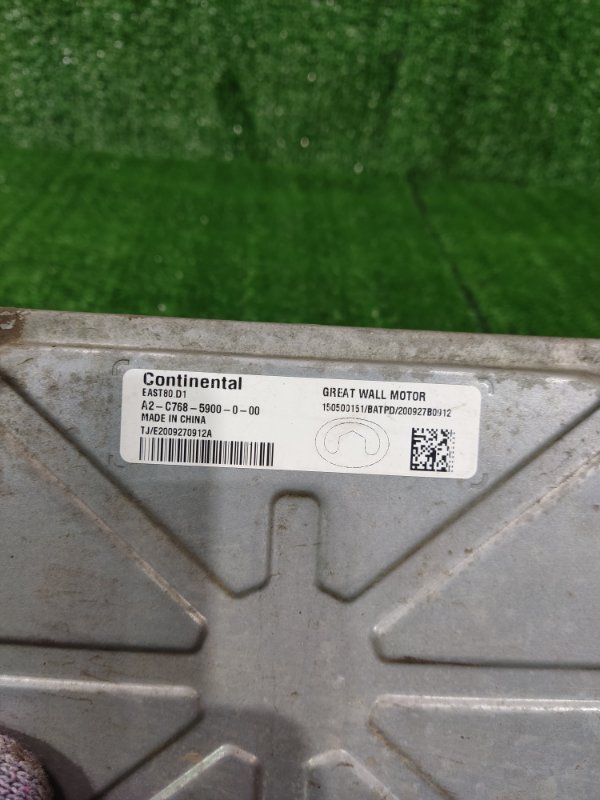 Continental
EAST80.D1
A2-C768-5900-0-00
MADE IN CHINA
TJ/E2009270912A
GREAT WALL MOTOR
150500151/BATPD/200927B0912